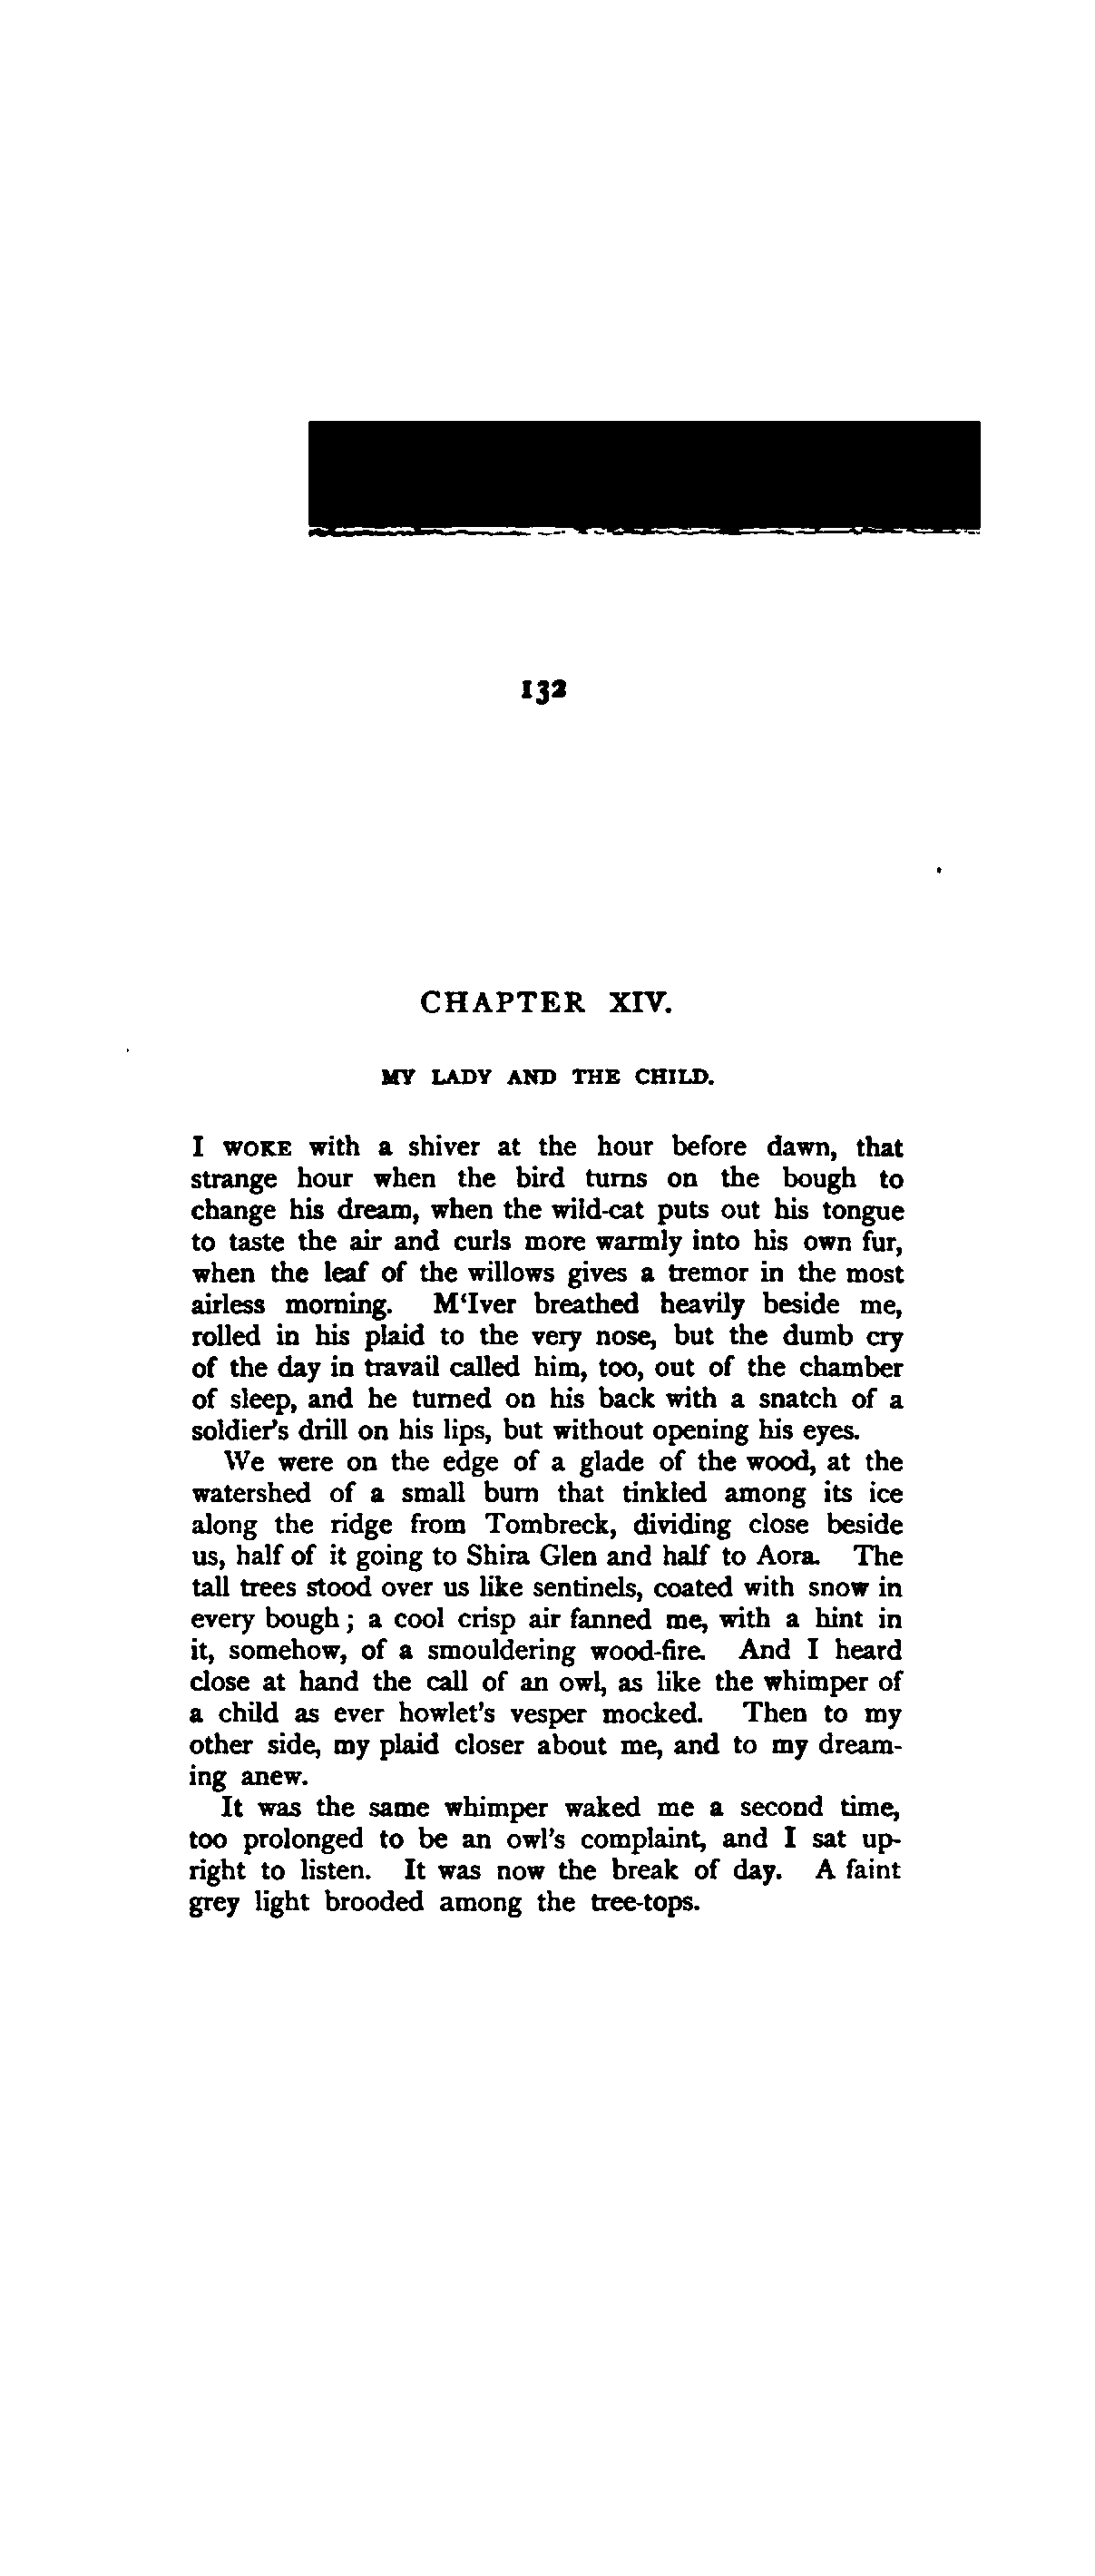 132
CHAPTER XIV.
MY LADY AND THE CHILD.
I WOKE with a shiver at the hour before dawn, that
strange hour when the bird turns on the bough to
change his dream, when the wild-cat puts out his tongue
to taste the air and curls more warmly into his own fur,
when the leaf of the willows gives a tremor in the most
airless morning. M‘Iver breathed heavily beside me,
rolled in his plaid to the very nose, but the dumb cry
of the day in travail called him, too, out of the chamber
of sleep, and he turned on his back with a snatch of a
soldier's drill on his lips, but without opening his eyes.
We were on the edge of a glade of the wood, at the
watershed of a small burn that tinkled among its ice
along the ridge from Tombreck, dividing close beside
us, half of it going to Shira Glen and half to Aora. The
tall trees stood over us like sentinels, coated with snow in
every bough; a cool crisp air fanned me, with a hint in
it, somehow, of a smouldering wood-fire. And I heard
close at hand the call of an owl, as like the whimper of
a child as ever howlet's vesper mocked. Then to my
other side, my plaid closer about me, and to my dream-
ing anew.
It was the same whimper waked me a second time,
too prolonged to be an owl's complaint, and I sat up-
right to listen. It was now the break of day. A faint
grey light brooded among the tree-tops.